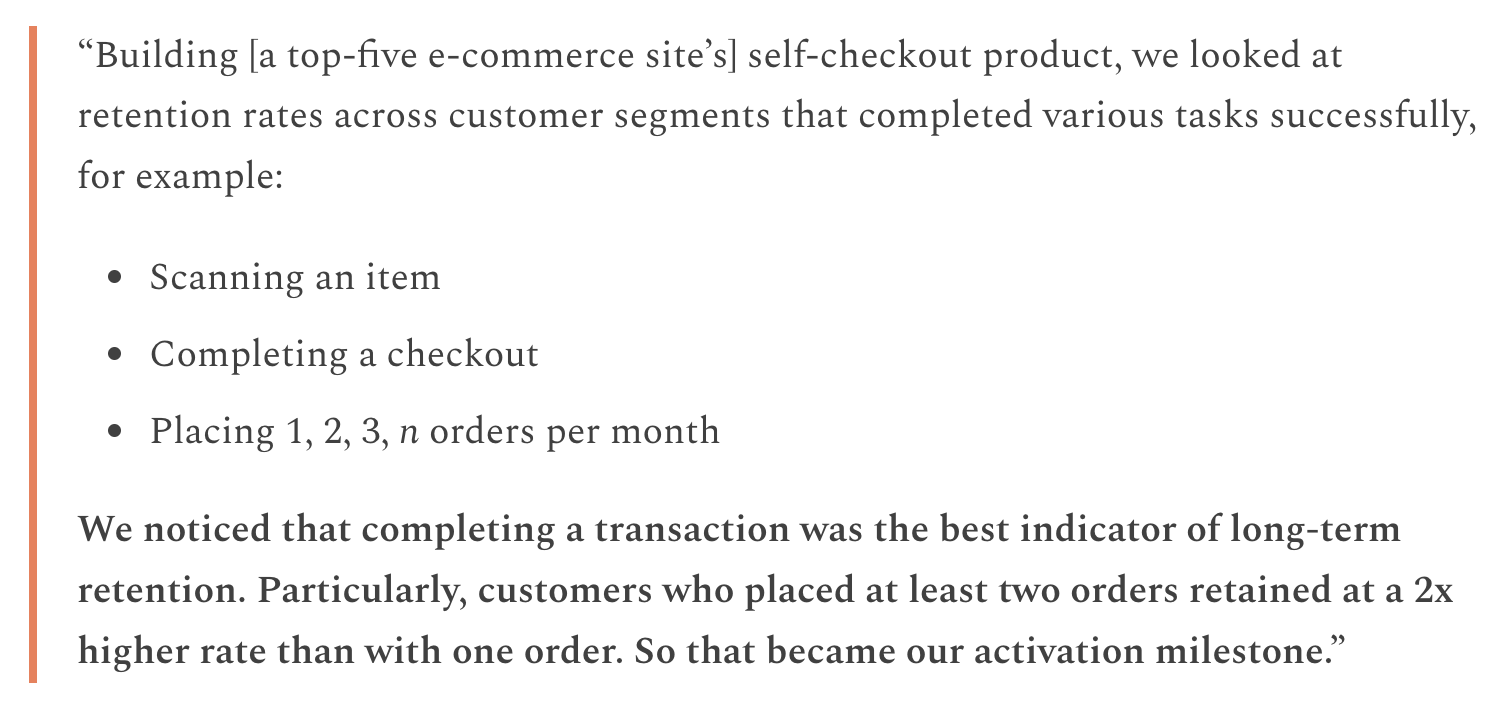 “Building [a top-five e-commerce site’s] self-checkout product, we looked at
retention rates across customer segments that completed various tasks successfully,
for example:
• Scanning an item
• Completing a checkout
• Placing 1, 2, 3, n orders per month
We noticed that completing a transaction was the best indicator of long-term
retention. Particularly, customers who placed at least two orders retained at a 2x
higher rate than with one order. So that became our activation milestone.”